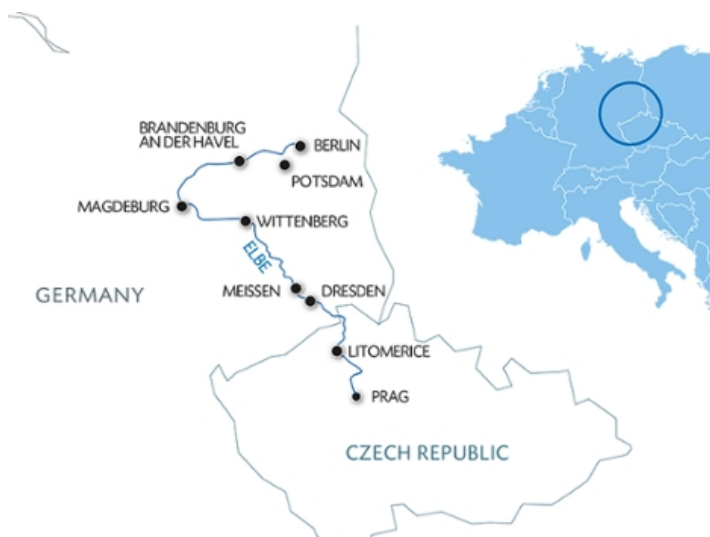 BRANDENBURG
AN DER HAVEL
BERLIN
POTSDAM
MAGDEBURG
WITTENBERG
ELBE
GERMANY
MEISSEN
DRESDEN
LITOMERICE
PRAG
CZECH REPUBLIC